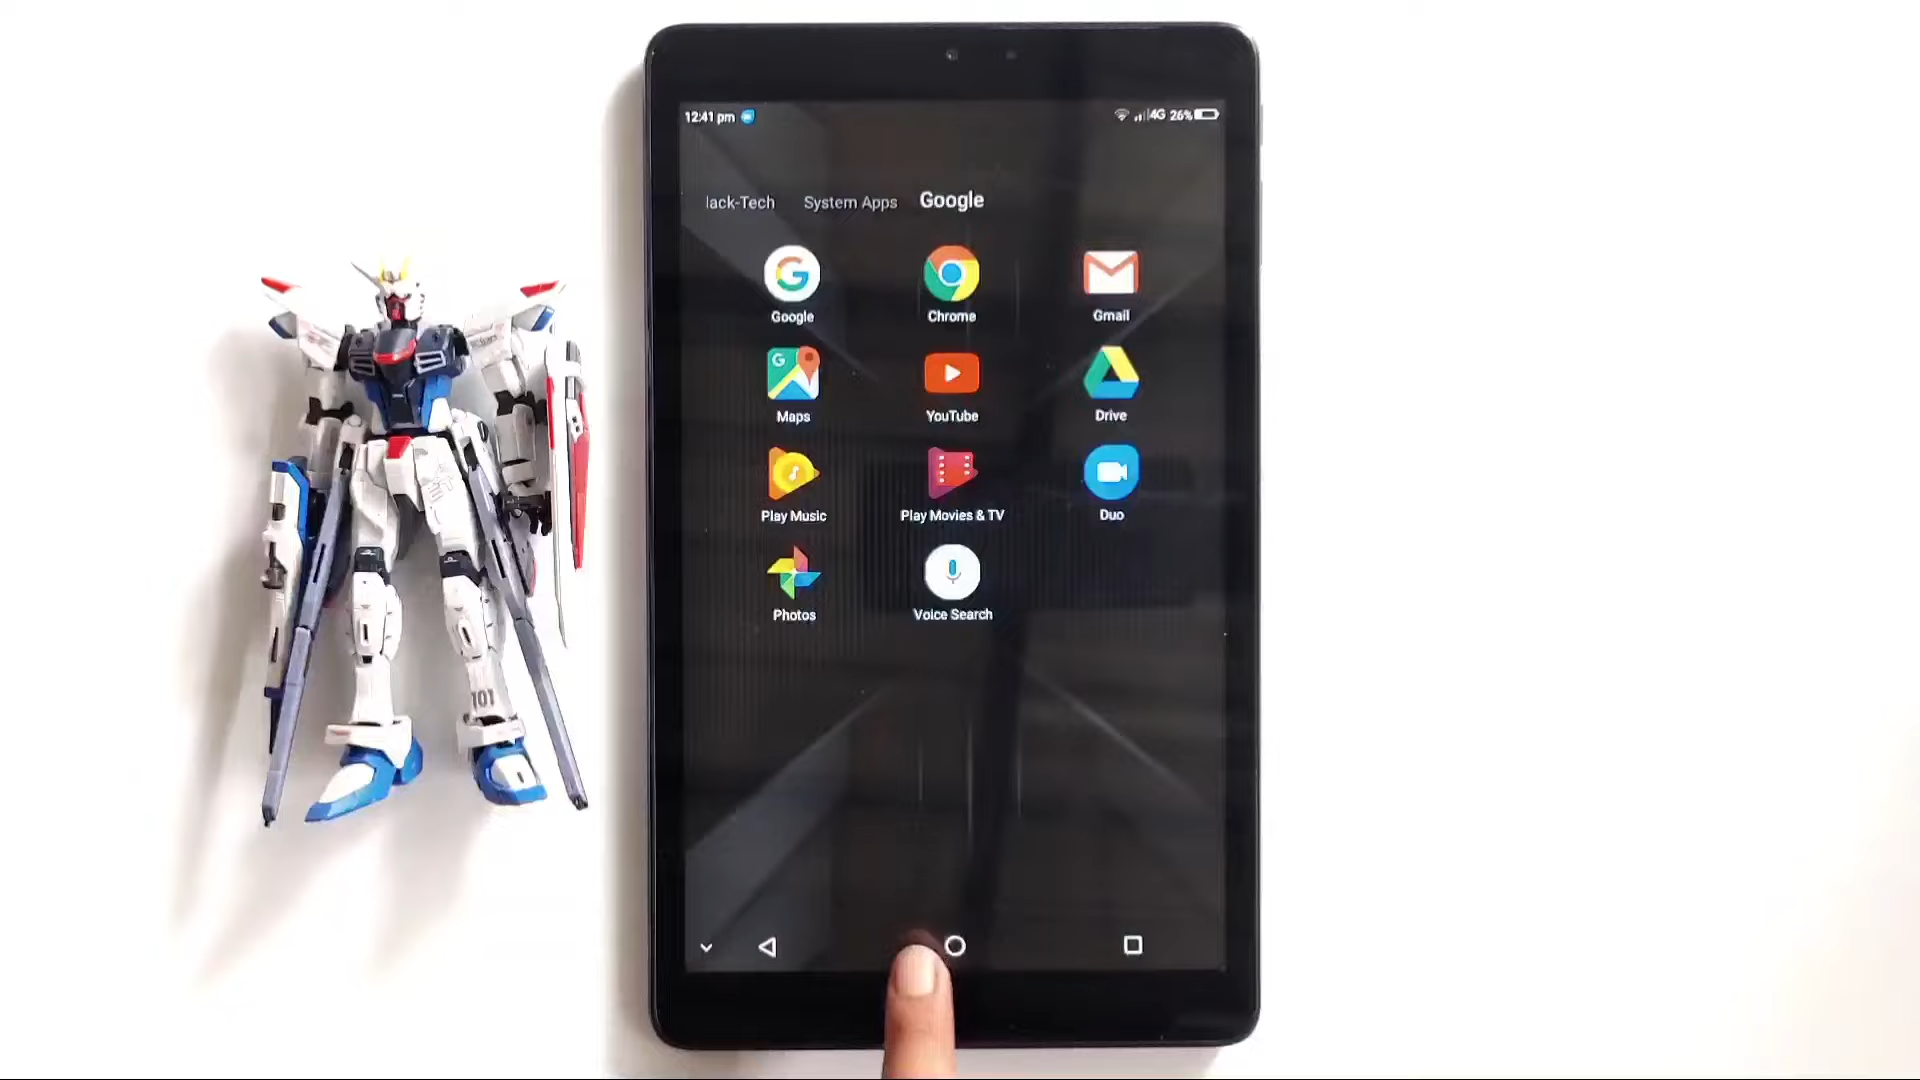 12:41 pm
4G 26%
lack-Tech System Apps Google
Google Chrome Gmail
Maps YouTube Drive
Play Music Play Movies & TV Duo
Photos Voice Search
101